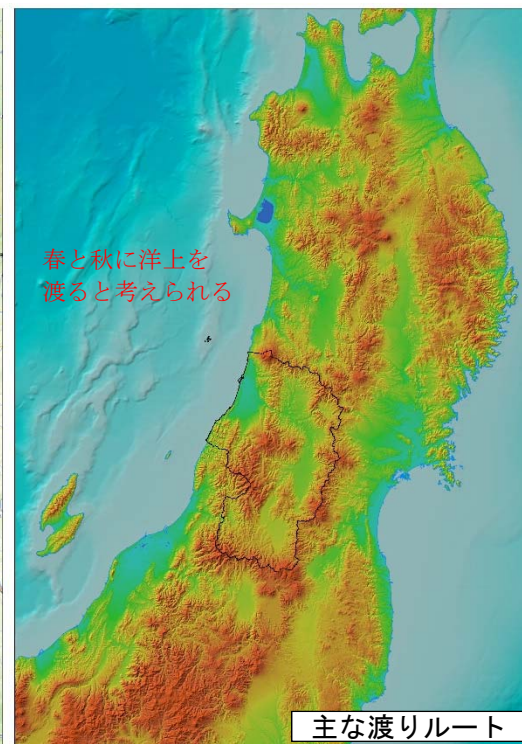 春と秋に洋上を
渡ると考えられる
主な渡りルート